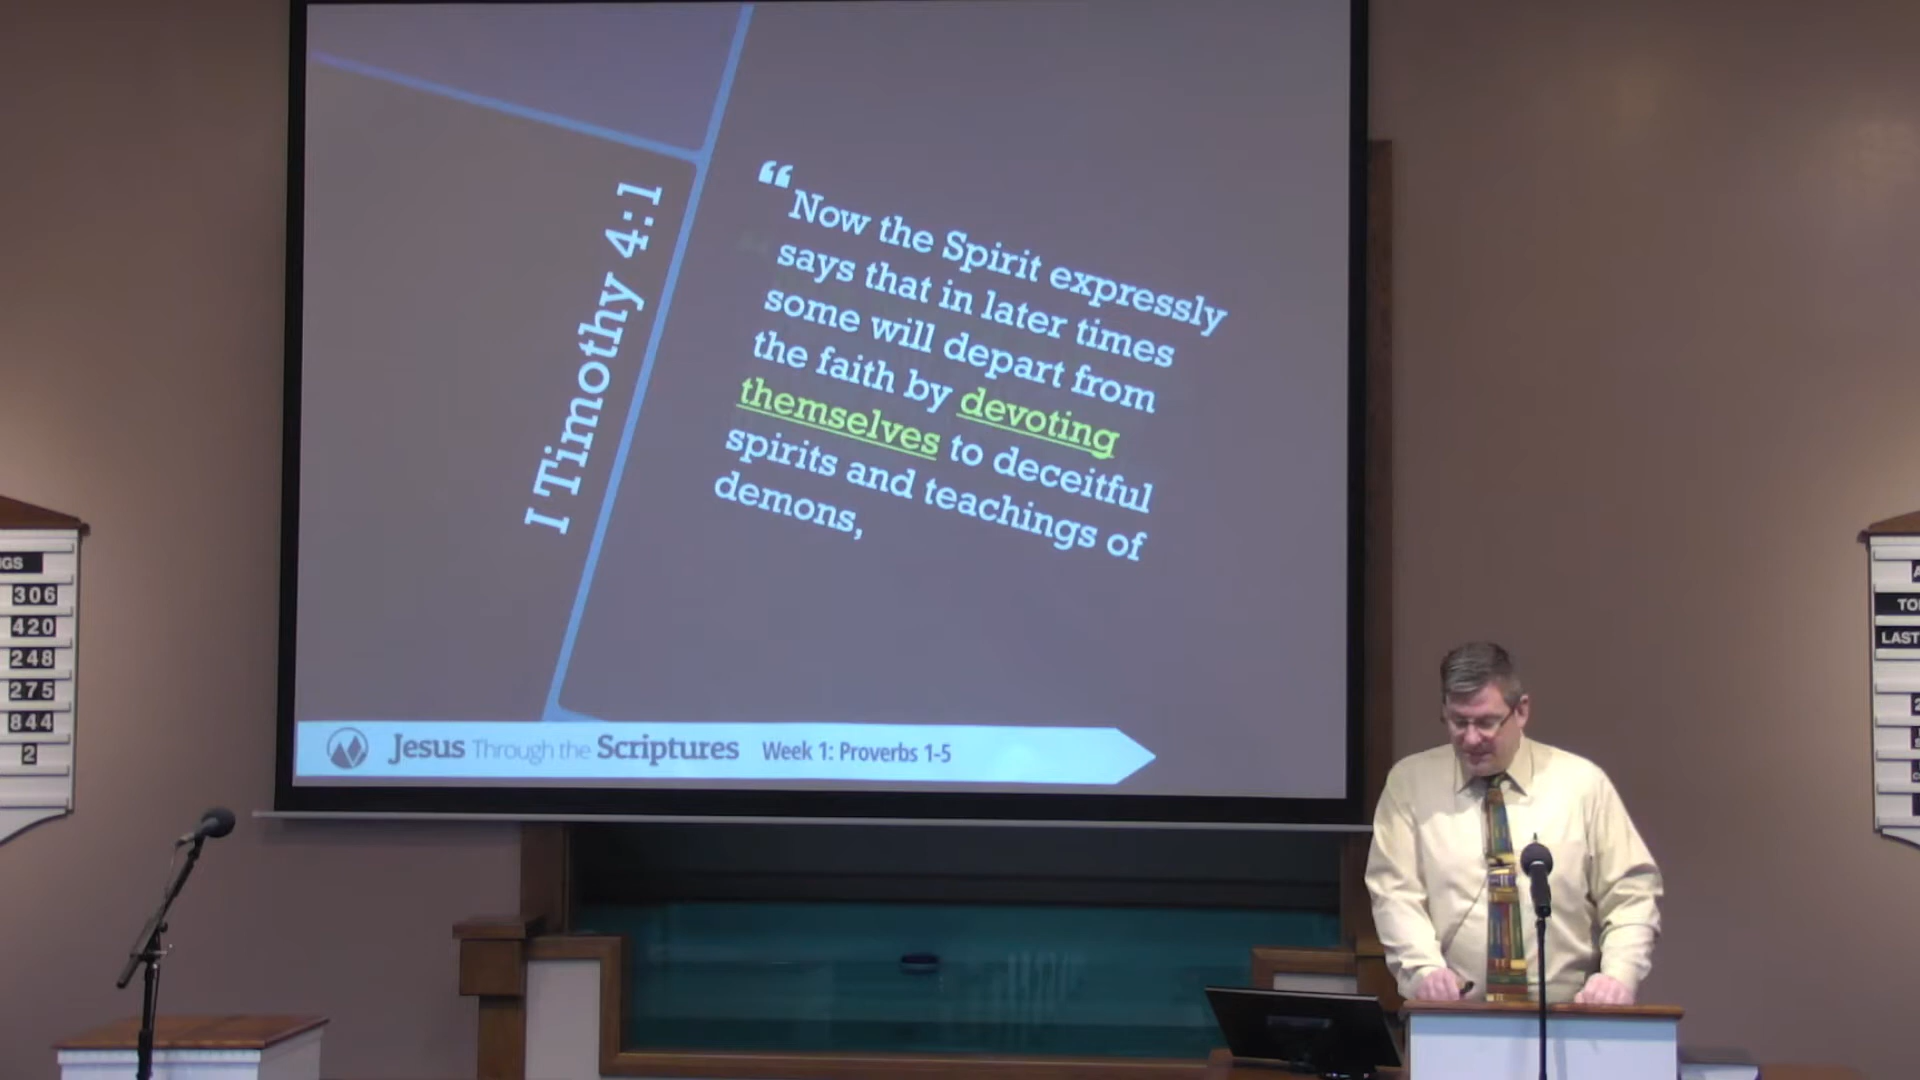 I Timothy 4:1
“Now the Spirit expressly
says that in later times
some will depart from
the faith by devoting
themselves to deceitful
spirits and teachings of
demons,
Jesus Through the Scriptures Week 1: Proverbs 1-5
306
420
248
275
844
2
LAST